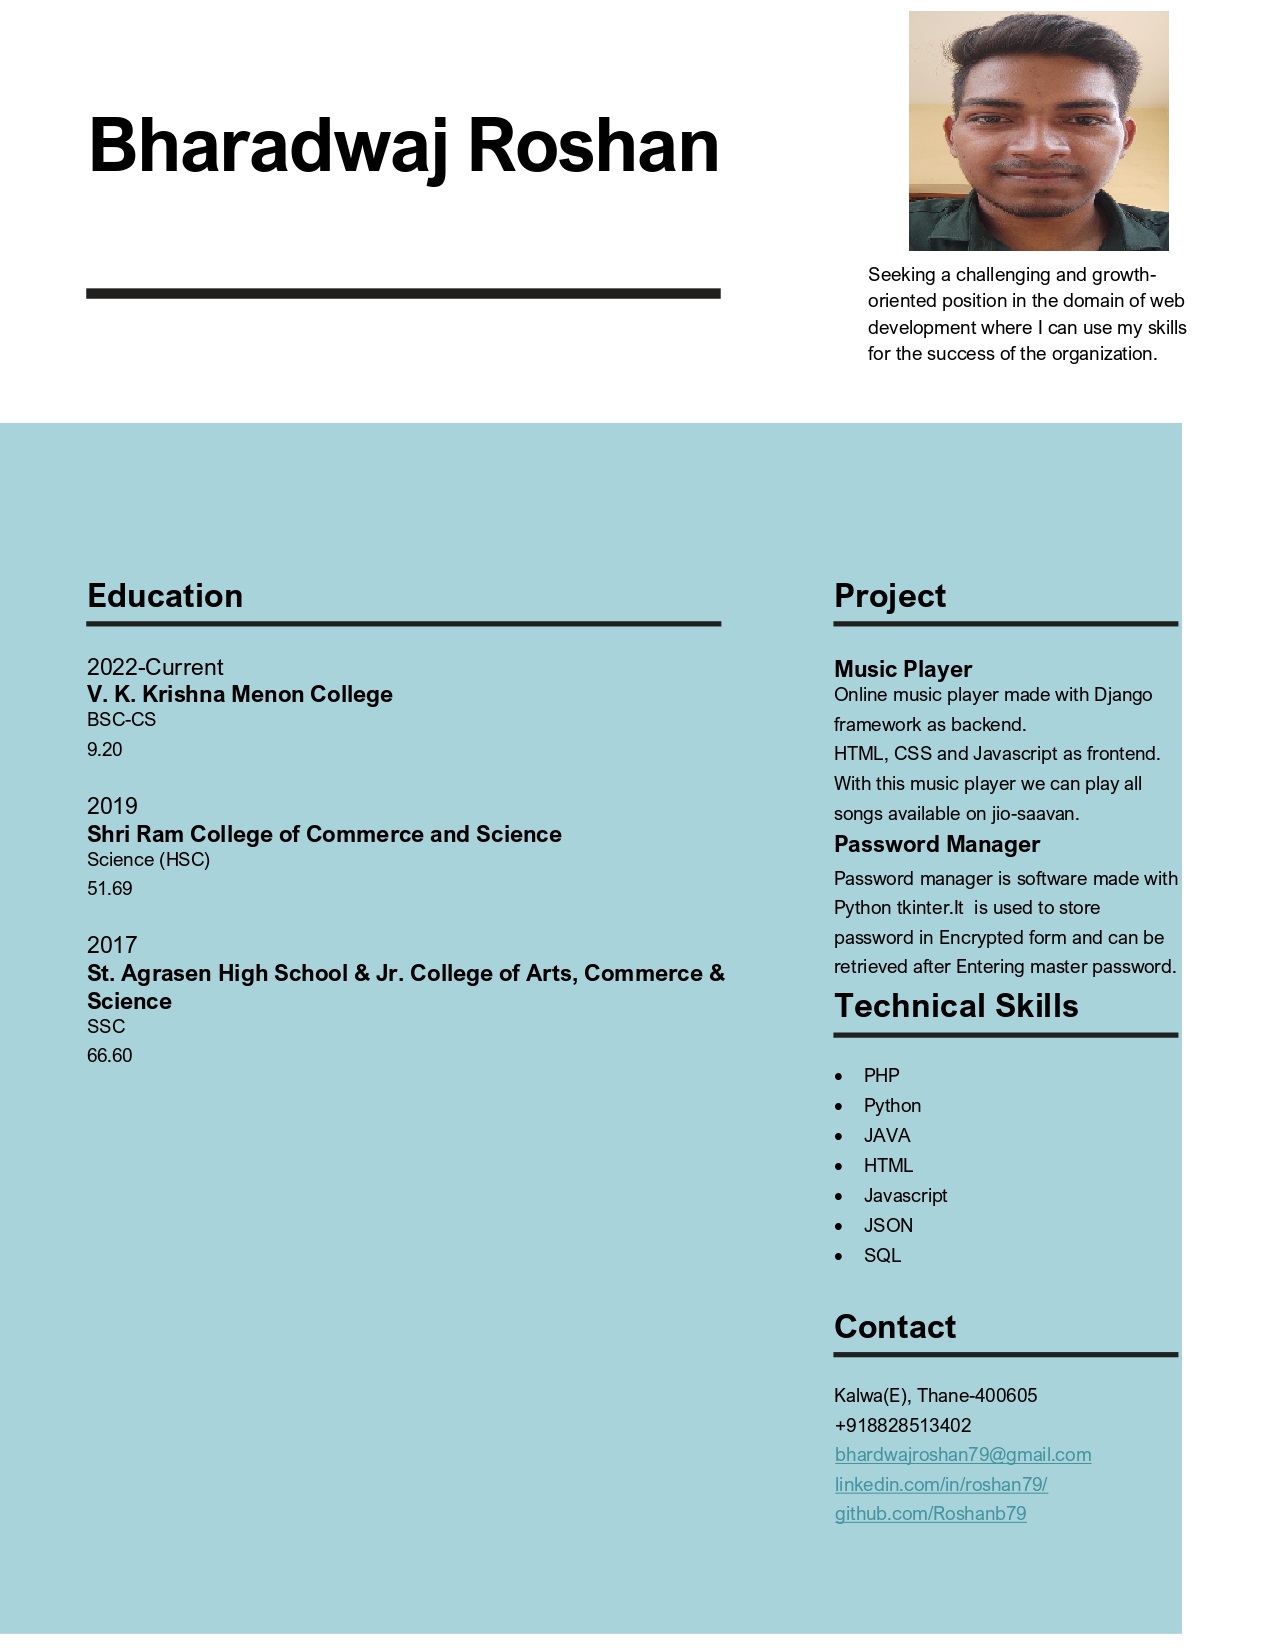 Bharadwaj Roshan
Seeking a challenging and growth-
oriented position in the domain of web
development where I can use my skills
for the success of the organization.
Education
2022-Current
V. K. Krishna Menon College
BSC-CS
9.20
2019
Shri Ram College of Commerce and Science
Science (HSC)
51.69
2017
St. Agrasen High School & Jr. College of Arts, Commerce &
Science
SSC
66.60
Project
Music Player
Online music player made with Django
framework as backend.
HTML, CSS and Javascript as frontend.
With this music player we can play all
songs available on jio-saavan.
Password Manager
Password manager is software made with
Python tkinter.It  is used to store
password in Encrypted form and can be
retrieved after Entering master password.
Technical Skills
• PHP
• Python
• JAVA
• HTML
• Javascript
• JSON
• SQL
Contact
Kalwa(E), Thane-400605
+918828513402
bhardwajroshan79@gmail.com
linkedin.com/in/roshan79/
github.com/Roshanb79